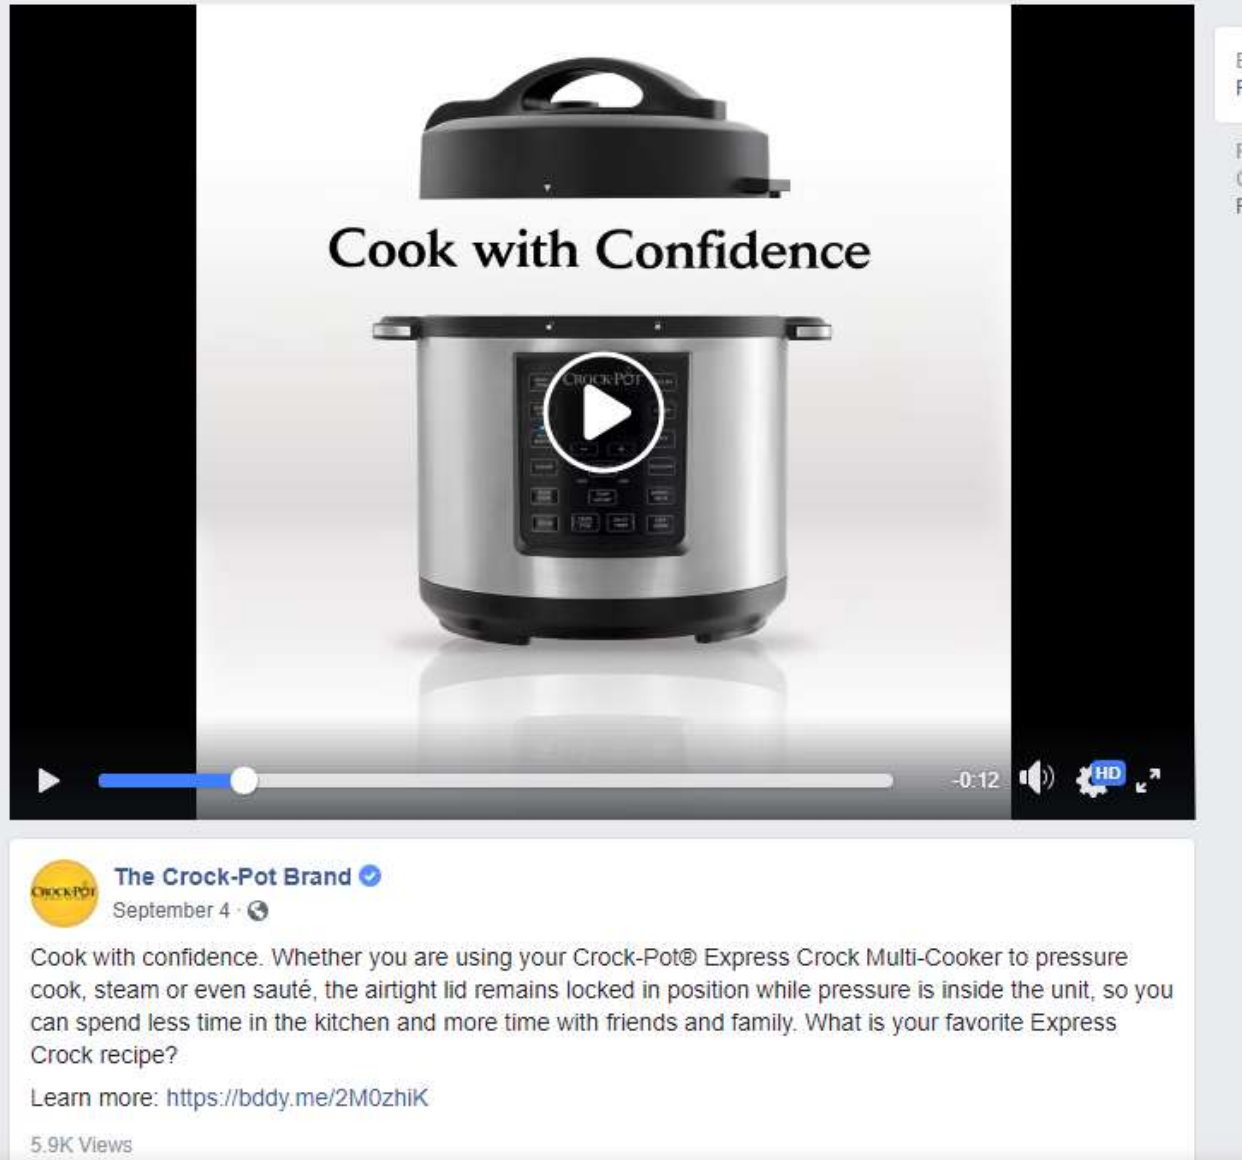 Cook with Confidence
CROCK·POT
-0:12
HD
CROCK·POT
The Crock-Pot Brand
September 4 ·
Cook with confidence. Whether you are using your Crock-Pot® Express Crock Multi-Cooker to pressure
cook, steam or even sauté, the airtight lid remains locked in position while pressure is inside the unit, so you
can spend less time in the kitchen and more time with friends and family. What is your favorite Express
Crock recipe?
Learn more: https://bddy.me/2M0zhiK
5.9K Views